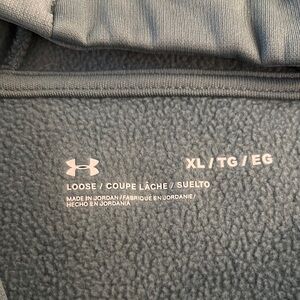 XL / TG / EG
LOOSE / COUPE LÂCHE / SUELTO
MADE IN JORDAN / FABRIQUÉ EN JORDANIE /
HECHO EN JORDANIA